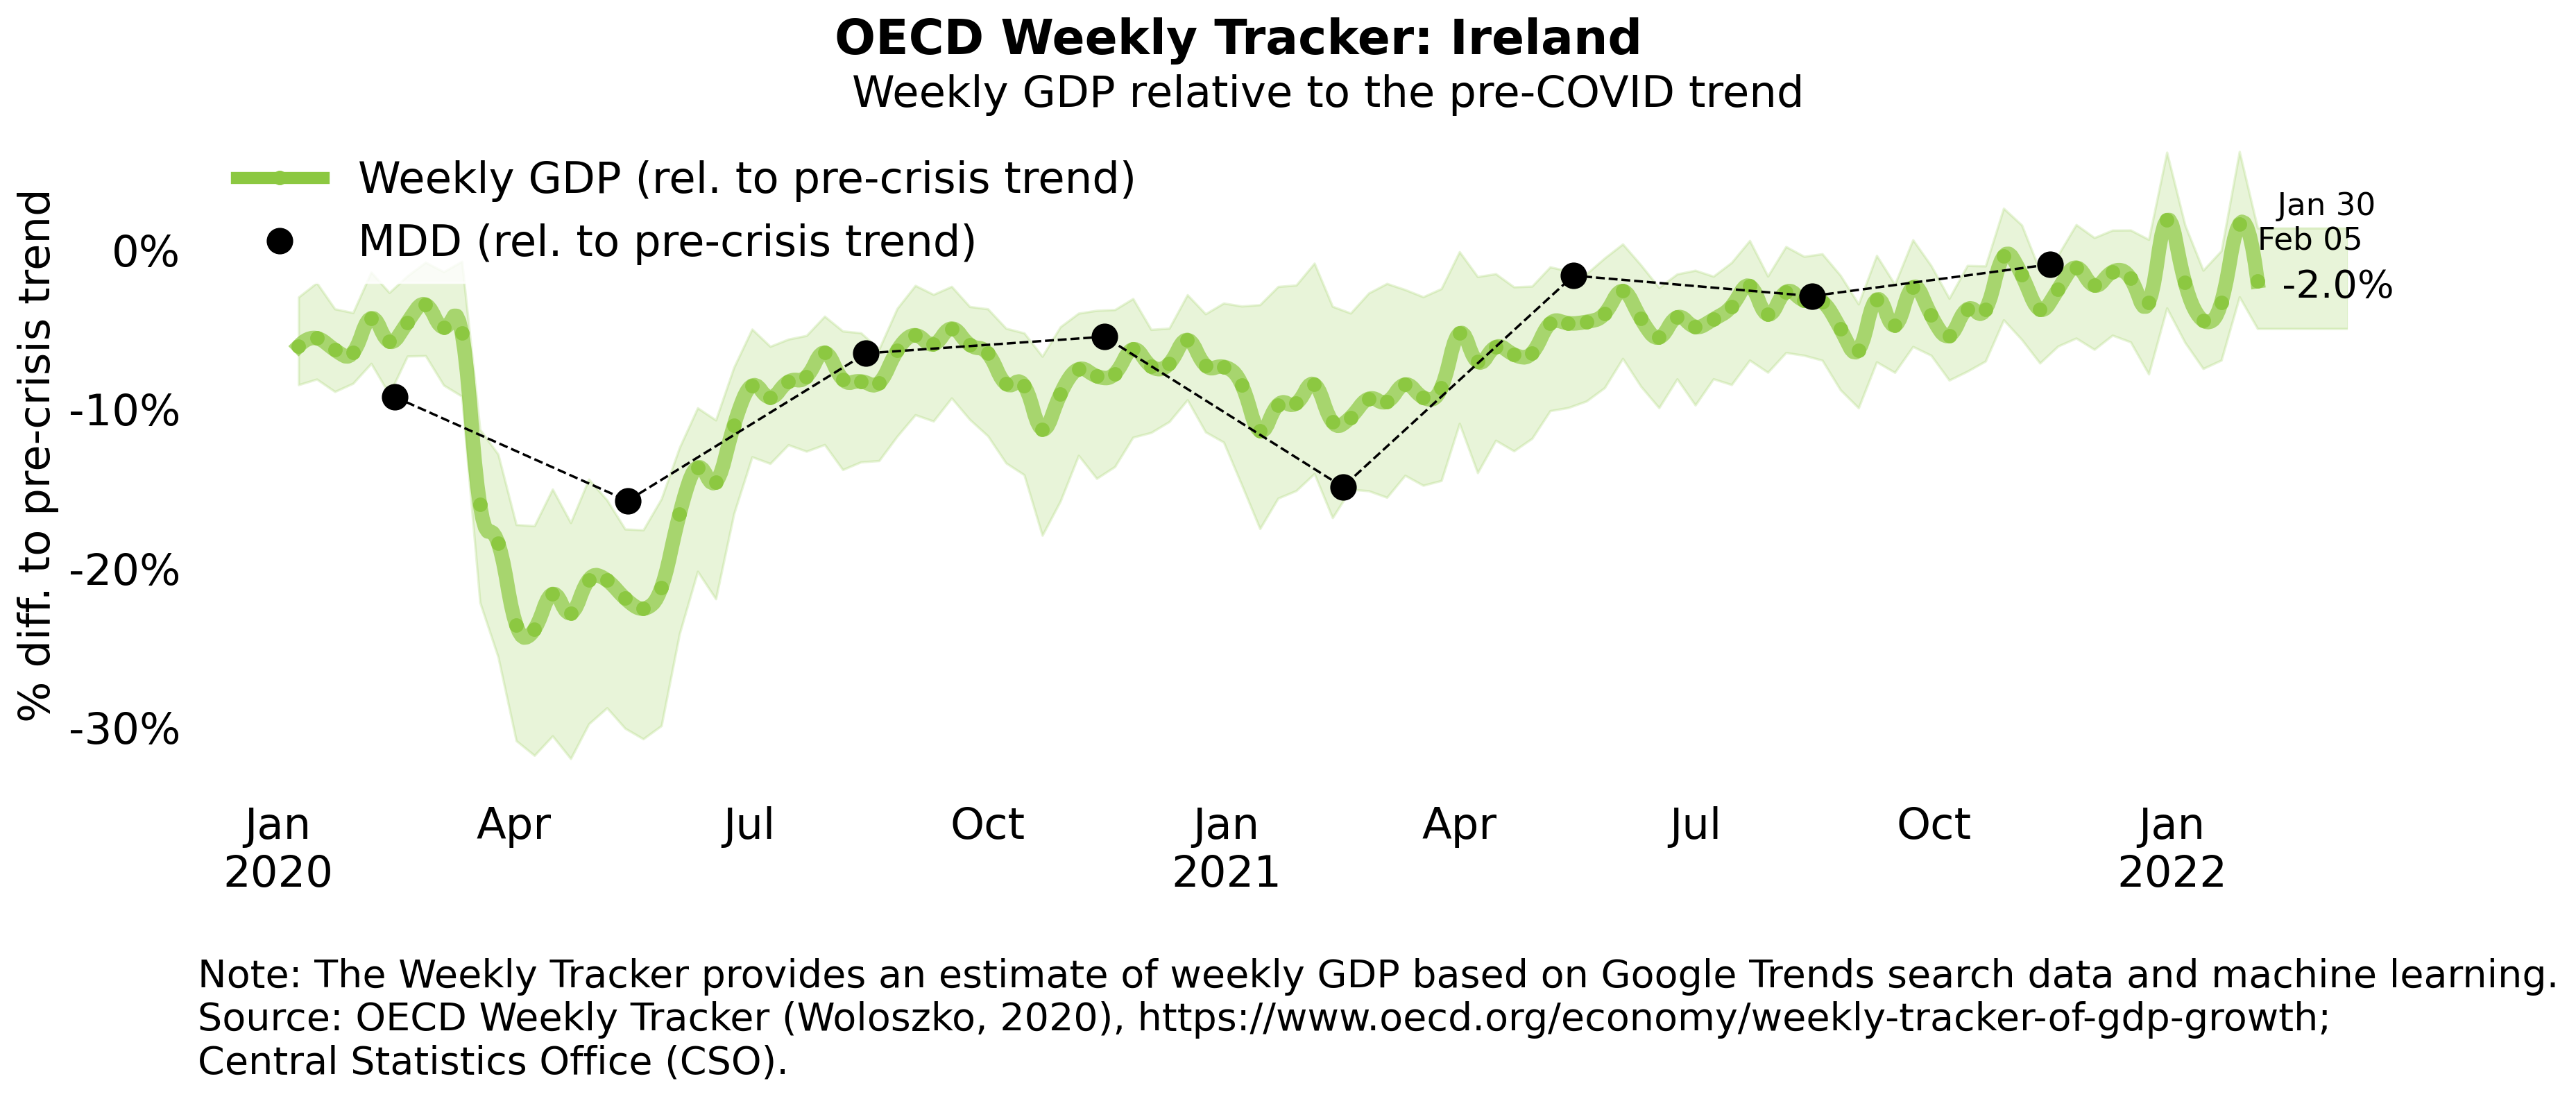 OECD Weekly Tracker: Ireland
Weekly GDP relative to the pre-COVID trend
Weekly GDP (rel. to pre-crisis trend)
MDD (rel. to pre-crisis trend)
% diff. to pre-crisis trend
0%
-10%
-20%
-30%
Jan 30
Feb 05
-2.0%
Jan Apr Jul Oct Jan Apr Jul Oct Jan
2020 2021 2022
Note: The Weekly Tracker provides an estimate of weekly GDP based on Google Trends search data and machine learning.
Source: OECD Weekly Tracker (Woloszko, 2020), https://www.oecd.org/economy/weekly-tracker-of-gdp-growth;
Central Statistics Office (CSO).